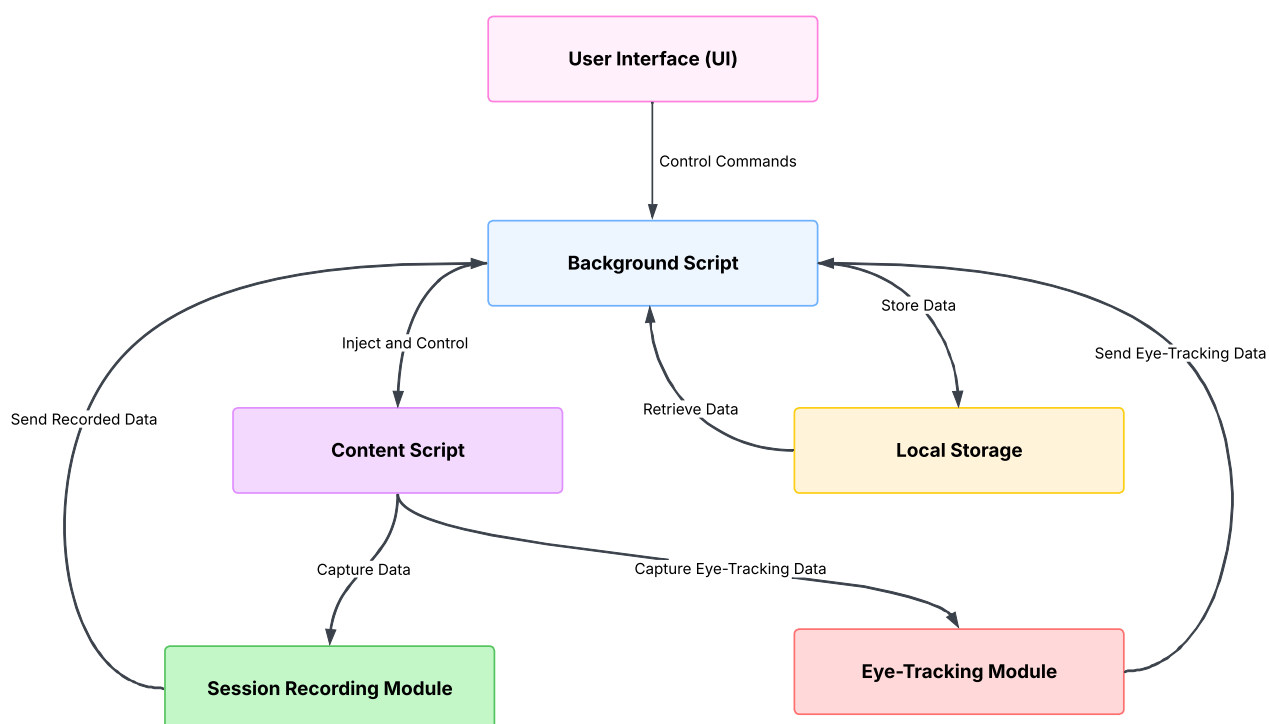 User Interface (UI)
Control Commands
Background Script
Store Data
Inject and Control
Send Eye-Tracking Data
Retrieve Data
Send Recorded Data
Content Script
Local Storage
Capture Data
Capture Eye-Tracking Data
Eye-Tracking Module
Session Recording Module